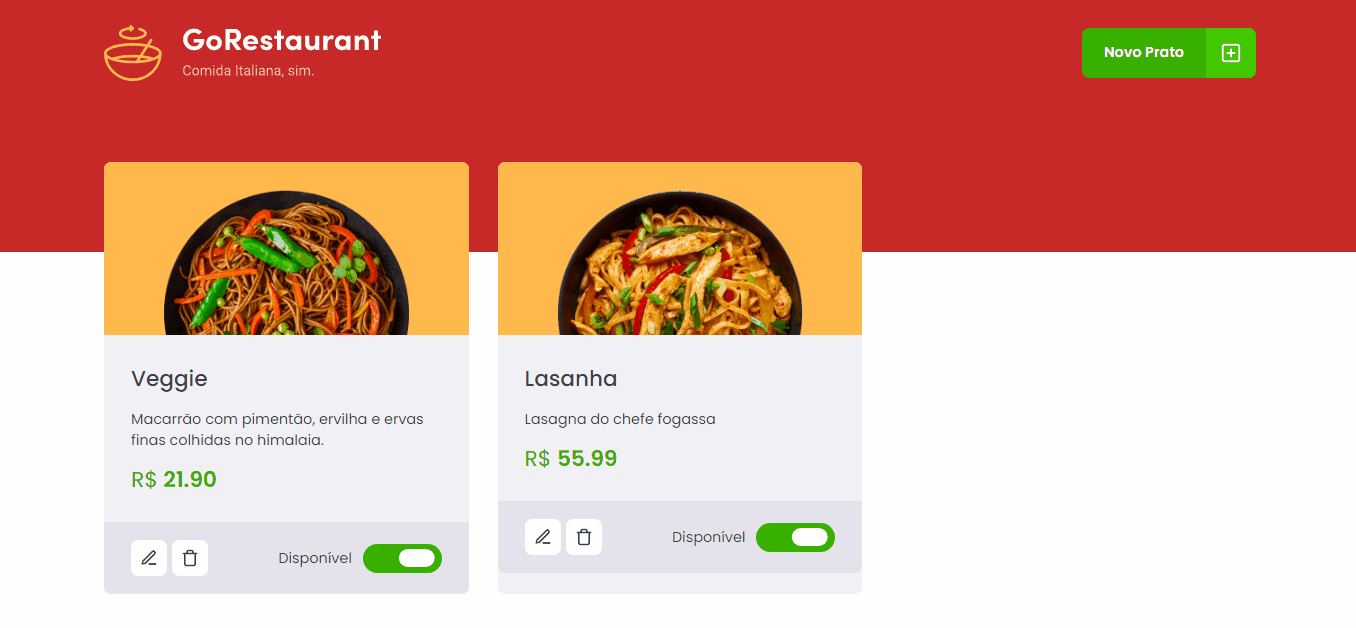 GoRestaurant
Comida Italiana, sim.
Novo Prato
Veggie
Macarrão com pimentão, ervilha e ervas
finas colhidas no himalaia.
R$ 21.90
Disponível
Lasanha
Lasagna do chefe fogassa
R$ 55.99
Disponível